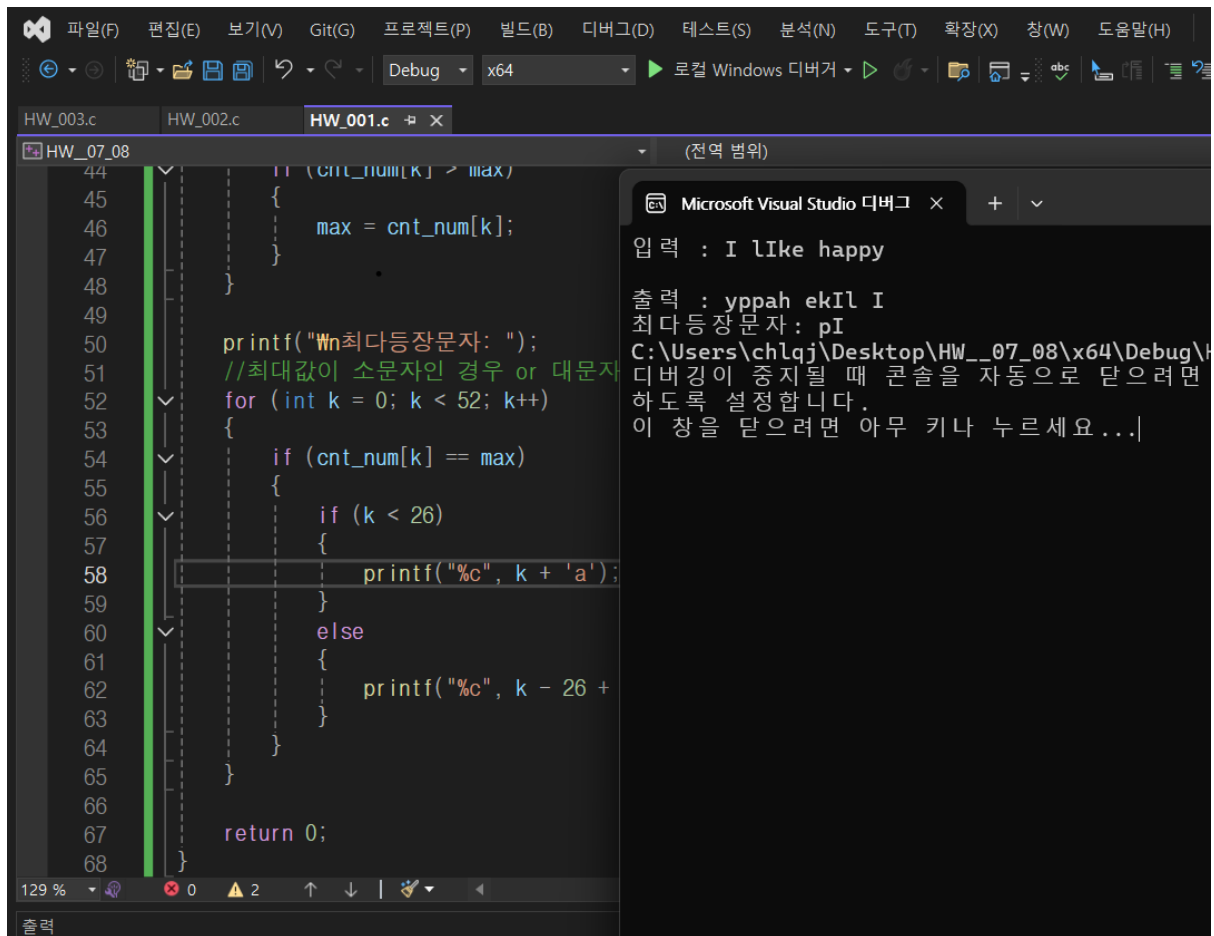 파일(F) 편집(E) 보기(V) Git(G) 프로젝트(P) 빌드(B) 디버그(D) 테스트(S) 분석(N) 도구(T) 확장(X) 창(W) 도움말(H)
Debug x64 로컬 Windows 디버거
HW_003.c HW_002.c HW_001.c
HW__07_08 (전역 범위)
44 if (cnt_num[k] > max)
45 {
46 max = cnt_num[k];
47 }
48 }
49
50 printf("₩n최다등장문자: ");
51 //최대값이 소문자인 경우 or 대문자
52 for (int k = 0; k < 52; k++)
53 {
54 if (cnt_num[k] == max)
55 {
56 if (k < 26)
57 {
58 printf("%c", k + 'a');
59 }
60 else
61 {
62 printf("%c", k - 26 +
63 }
64 }
65 }
66
67 return 0;
68 }
129 % 0 2
출력
Microsoft Visual Studio 디버그
입력 : I lIke happy
출력 : yppah ekIl I
최다등장문자: pI
C:\Users\chlqj\Desktop\HW__07_08\x64\Debug\H
디버깅이 중지될 때 콘솔을 자동으로 닫으려면
하도록 설정합니다.
이 창을 닫으려면 아무 키나 누르세요...